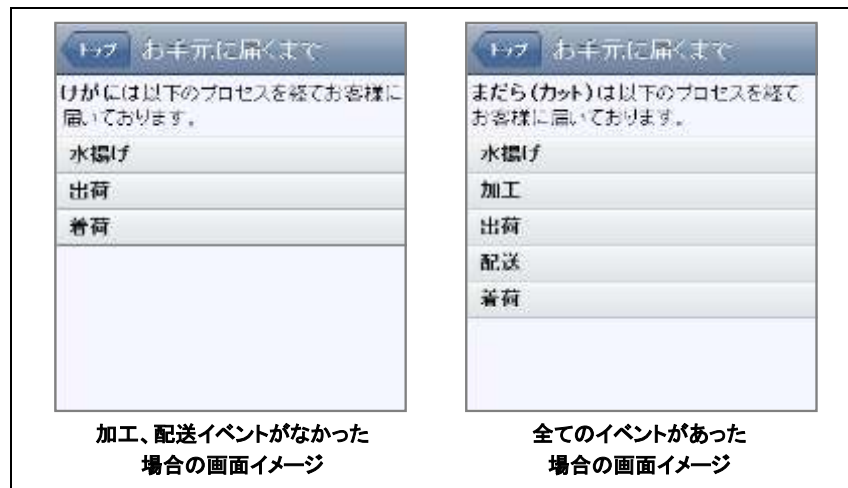 トップ お手元に届くまで
けがには以下のプロセスを経てお客様に
届いております。
水揚げ
出荷
着荷
加工、配送イベントがなかった
場合の画面イメージ
トップ お手元に届くまで
まだら(カット)は以下のプロセスを経て
お客様に届いております。
水揚げ
加工
出荷
配送
着荷
全てのイベントがあった
場合の画面イメージ